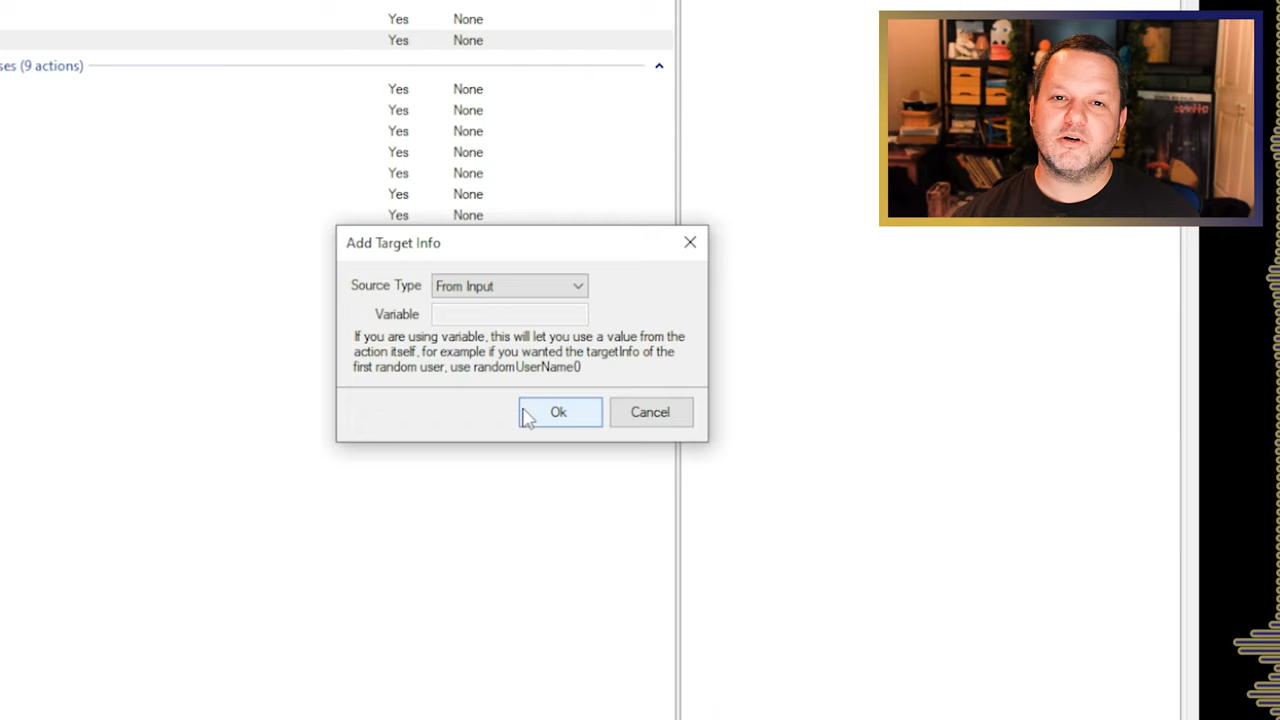 Yes None
Yes None
ses (9 actions)
Yes None
Yes None
Yes None
Yes None
Yes None
Yes None
Yes None
Add Target Info
Source Type From Input
Variable
If you are using variable, this will let you use a value from the
action itself, for example if you wanted the targetInfo of the
first random user, use randomUserName0
Ok Cancel